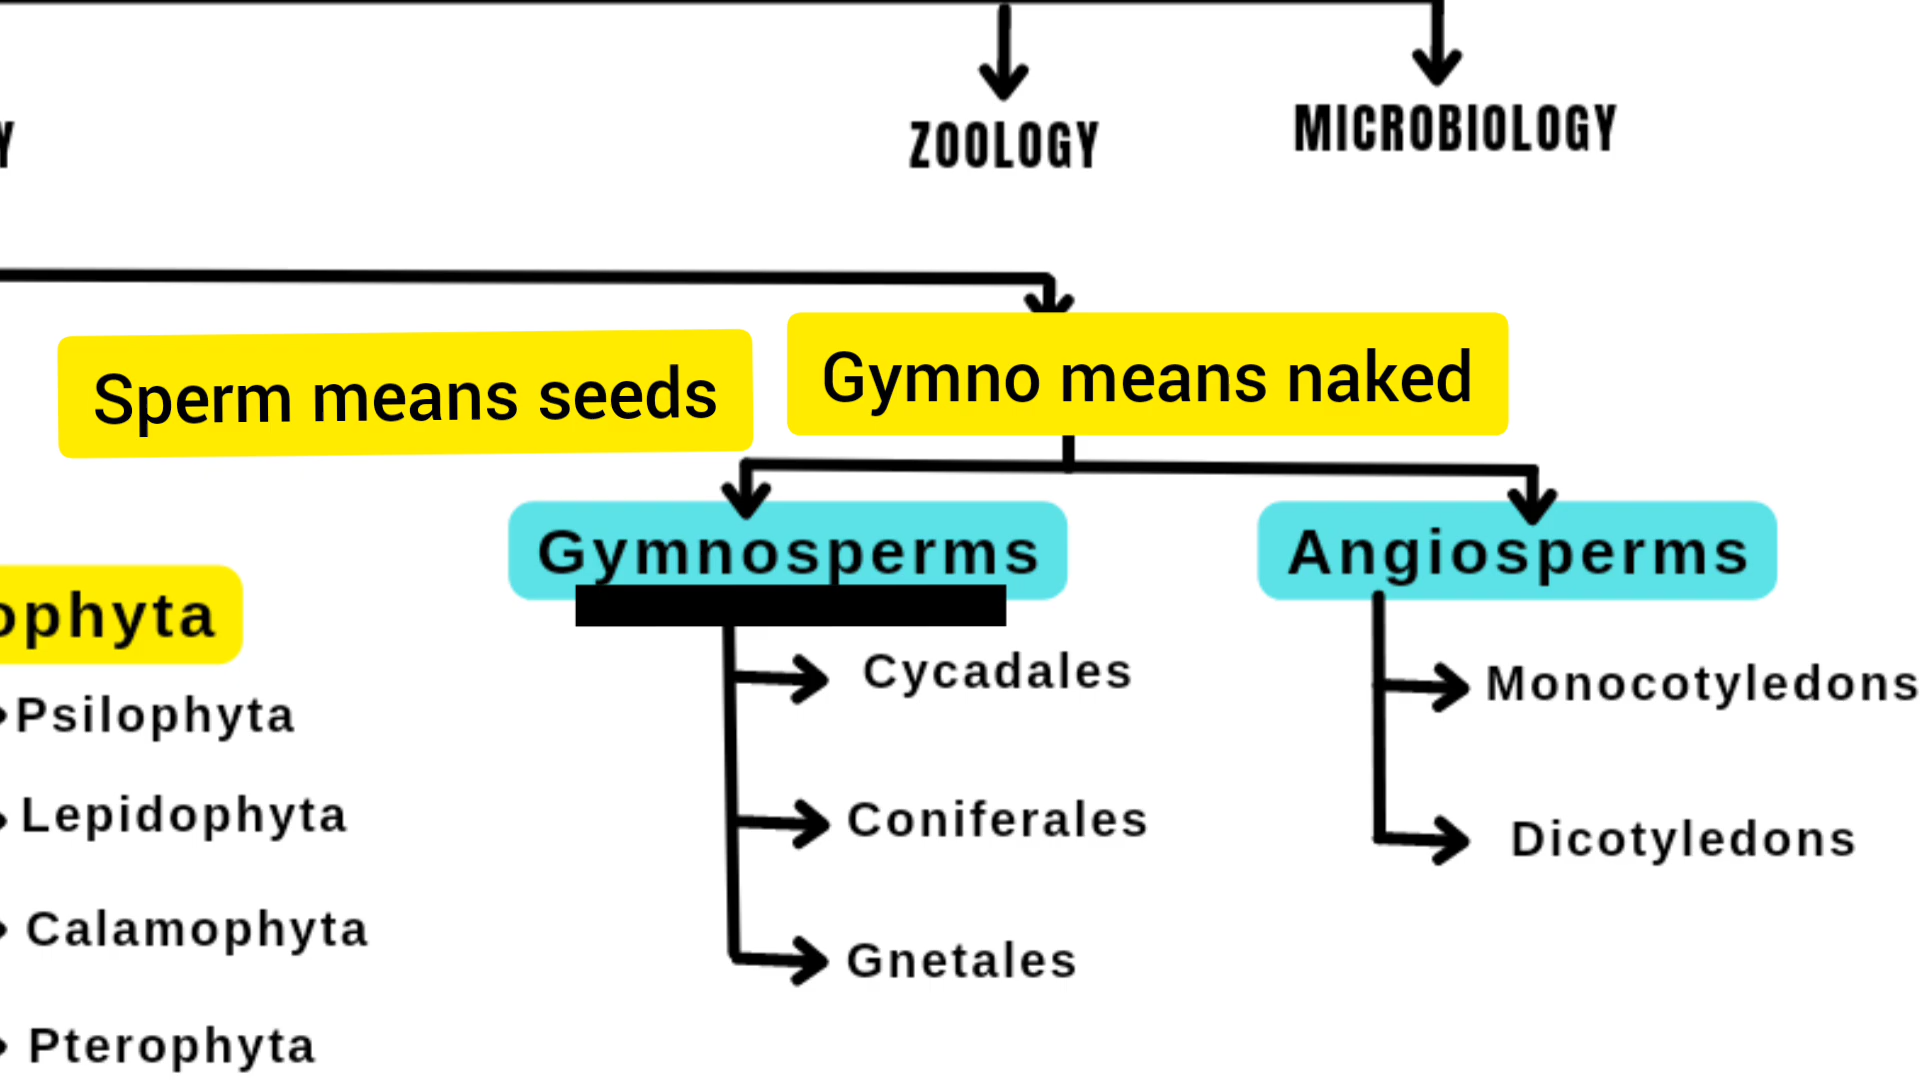 Y
ZOOLOGY
MICROBIOLOGY
Sperm means seeds
Gymno means naked
Gymnosperms
Angiosperms
ophyta
Psilophyta
Lepidophyta
Calamophyta
Pterophyta
Cycadales
Coniferales
Gnetales
Monocotyledons
Dicotyledons